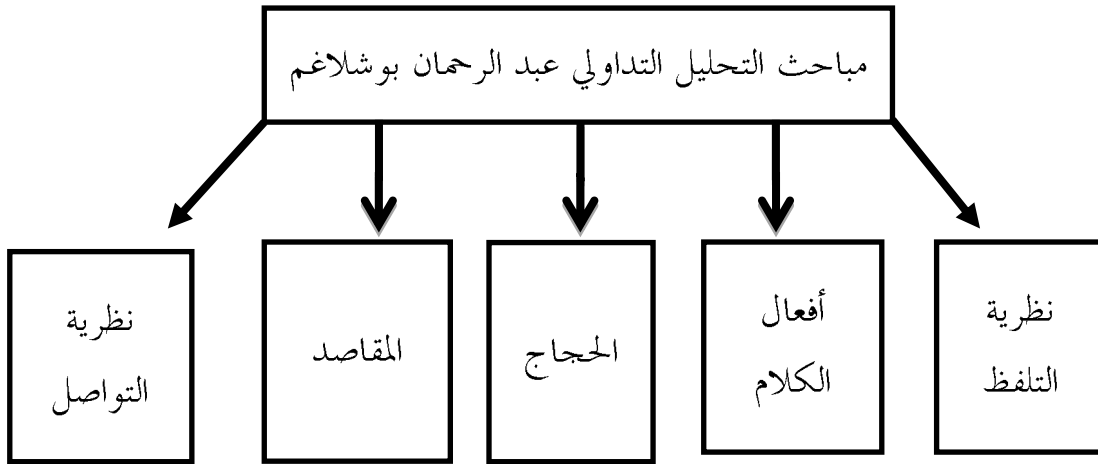 مباحث التحليل التداولي عبد الرحمان بوشلاغم
نظرية
التلفظ
أفعال
الكلام
الحجاج
المقاصد
نظرية
التواصل